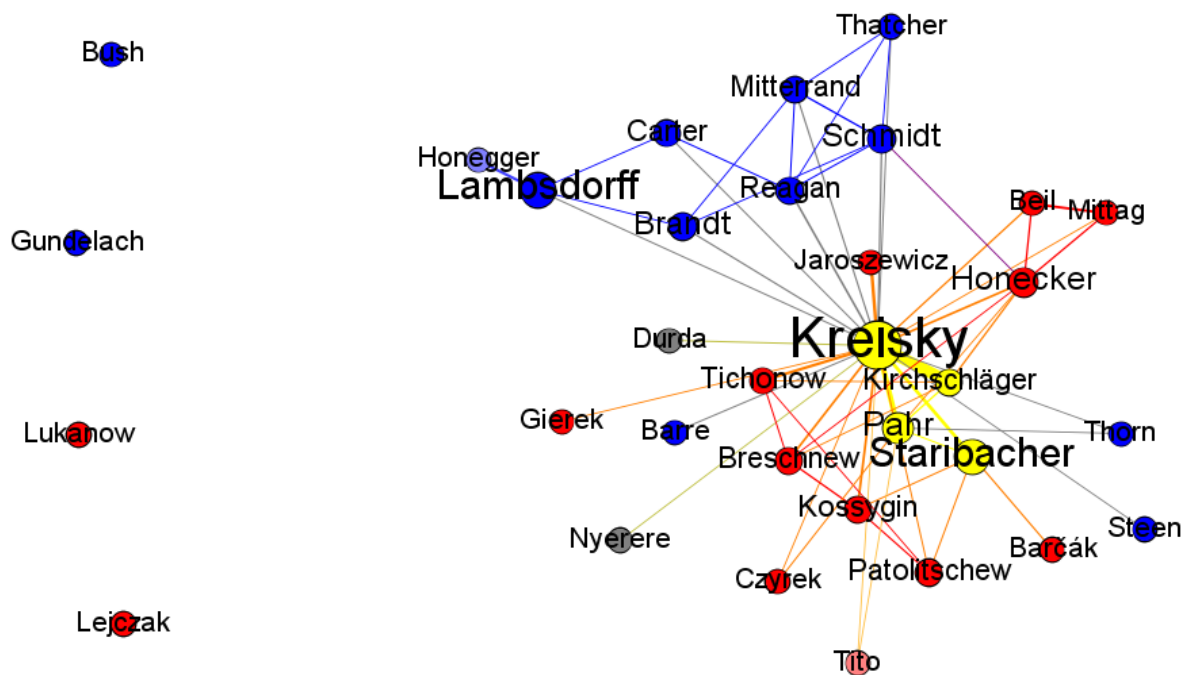 Thatcher
Bush
Mitterrand
Carter
Schmidt
Honegger
Lambsdorff
Reagan
Beil
Mittag
Brandt
Gundelach
Jaroszewicz
Honecker
Durda
Kreisky
Tichonow
Kirchschläger
Gierek
Barre
Pahr
Thorn
Lukanow
Breschnew
Staribacher
Kossygin
Steen
Nyerere
Barčák
Czyrek
Patolitschew
Lejczak
Tito